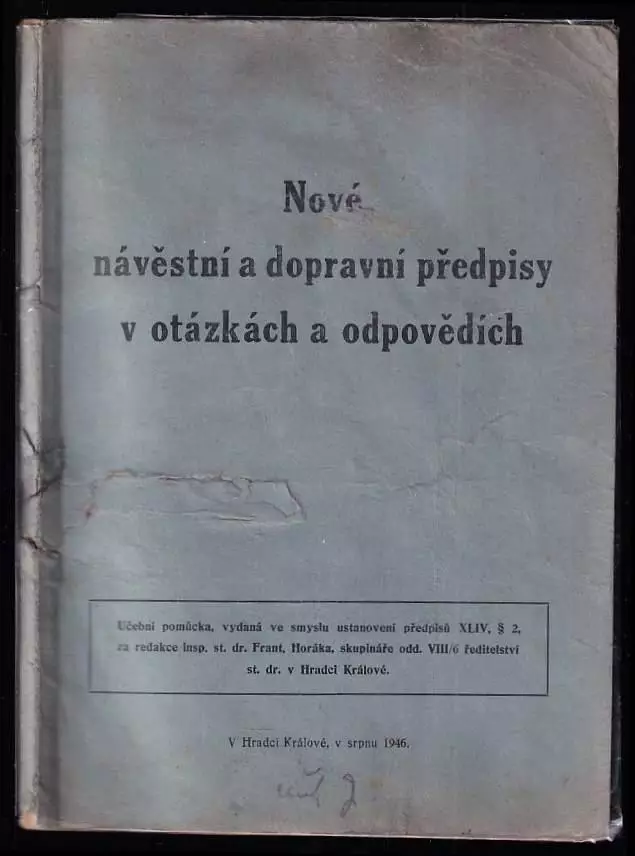 Nové
návěstní a dopravní předpisy
v otázkách a odpovědích
Učební pomůcka, vydaná ve smyslu ustanovení předpisů XLIV, § 2,
za redakce insp. st. dr. Frant. Horáka, skupináře odd. VIII/6 ředitelství
st. dr. v Hradci Králové.
V Hradci Králové, v srpnu 1946.